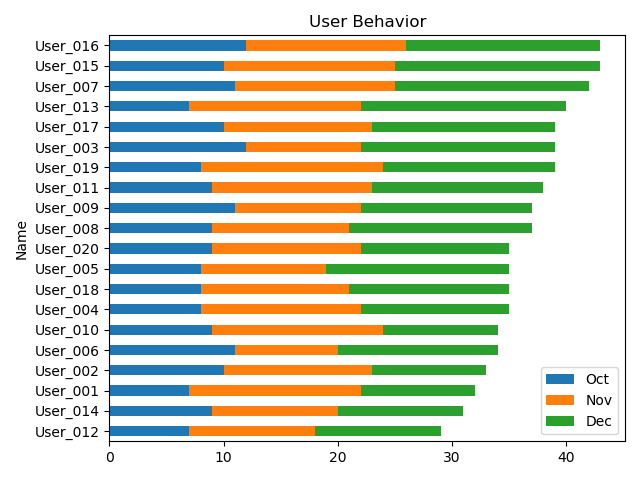 User Behavior
Name
User_016
User_015
User_007
User_013
User_017
User_003
User_019
User_011
User_009
User_008
User_020
User_005
User_018
User_004
User_010
User_006
User_002
User_001
User_014
User_012
Oct
Nov
Dec
0 10 20 30 40